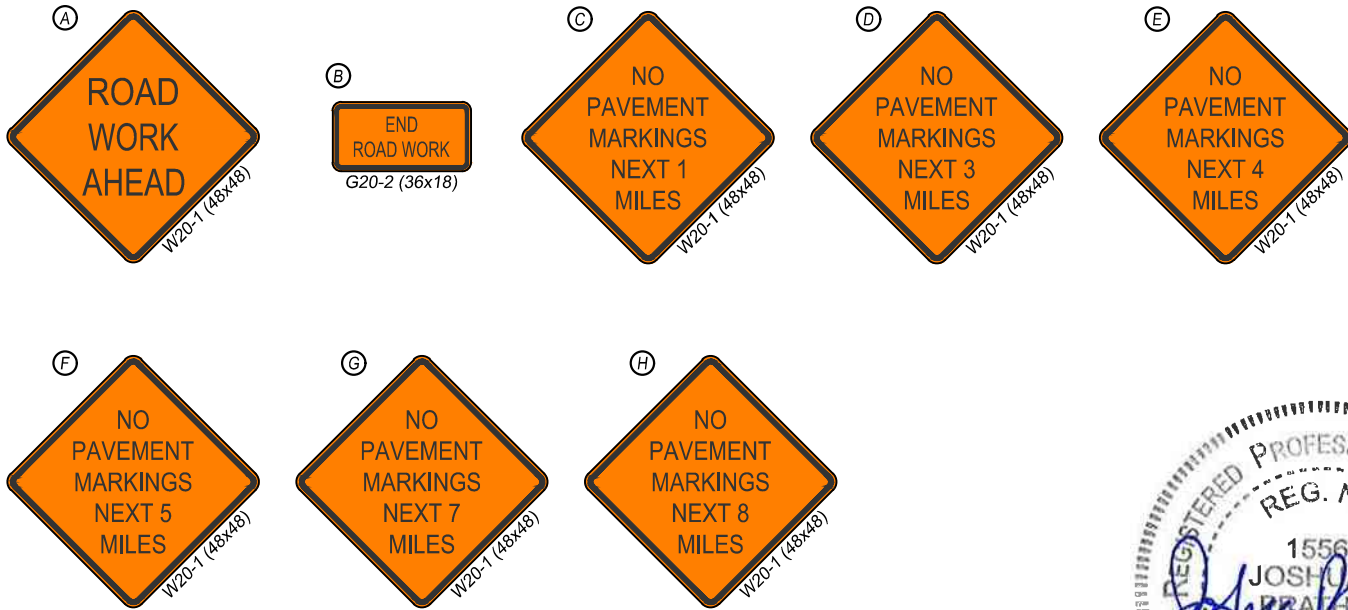 A
ROAD
WORK
AHEAD
W20-1 (48x48)
B
END
ROAD WORK
G20-2 (36x18)
C
NO
PAVEMENT
MARKINGS
NEXT 1
MILES
W20-1 (48x48)
D
NO
PAVEMENT
MARKINGS
NEXT 3
MILES
W20-1 (48x48)
E
NO
PAVEMENT
MARKINGS
NEXT 4
MILES
W20-1 (48x48)
F
NO
PAVEMENT
MARKINGS
NEXT 5
MILES
W20-1 (48x48)
G
NO
PAVEMENT
MARKINGS
NEXT 7
MILES
W20-1 (48x48)
H
NO
PAVEMENT
MARKINGS
NEXT 8
MILES
W20-1 (48x48)
REGISTERED PROFES
REG. N
1556
JOSHU